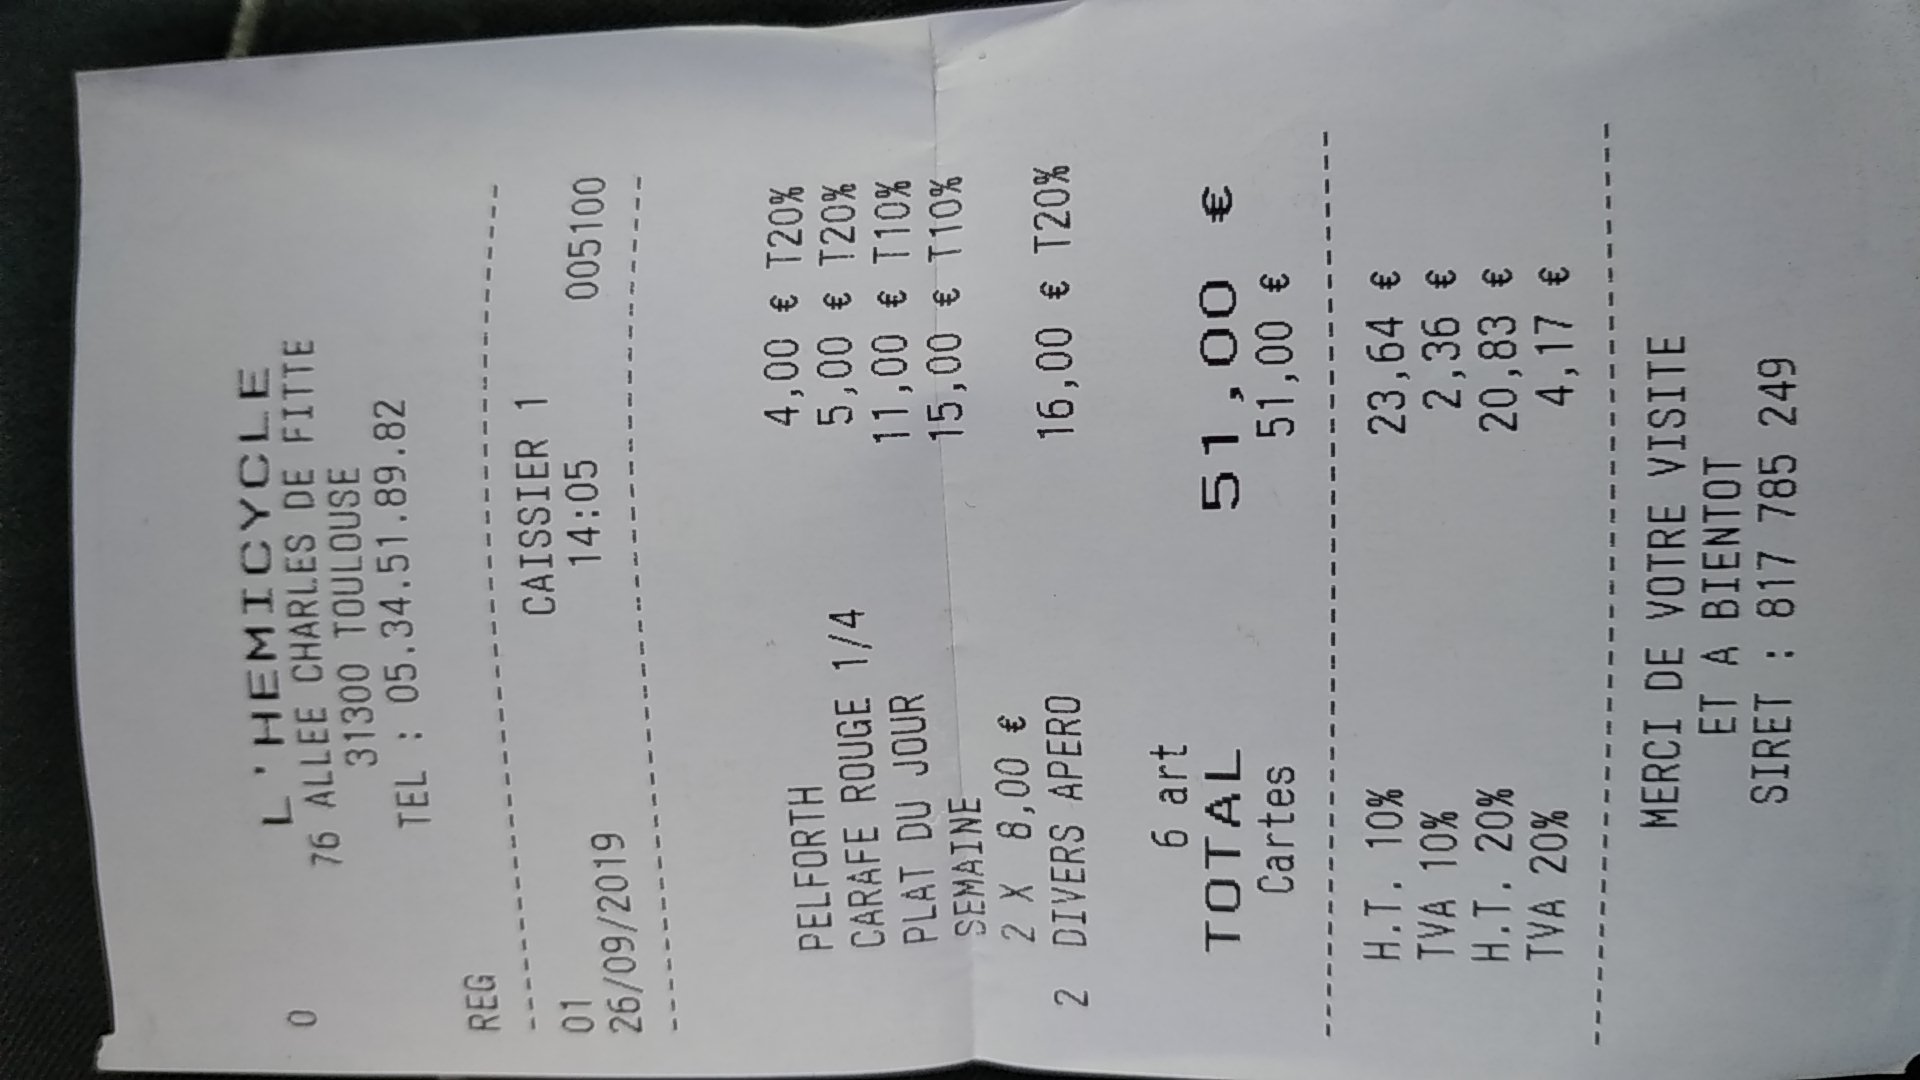 L'HEMICYCLE
0 76 ALLEE CHARLES DE FITTE
31300 TOULOUSE
TEL : 05.34.51.89.82
REG
01 CAISSIER 1
26/09/2019 14:05 005100
PELFORTH 4,00 € T20%
CARAFE ROUGE 1/4 5,00 € T20%
PLAT DU JOUR 11,00 € T10%
SEMAINE 15,00 € T10%
2 X 8,00 €
2 DIVERS APERO 16,00 € T20%
6 art
TOTAL 51,00 €
Cartes 51,00 €
H.T. 10% 23,64 €
TVA 10% 2,36 €
H.T. 20% 20,83 €
TVA 20% 4,17 €
MERCI DE VOTRE VISITE
ET A BIENTOT
SIRET : 817 785 249